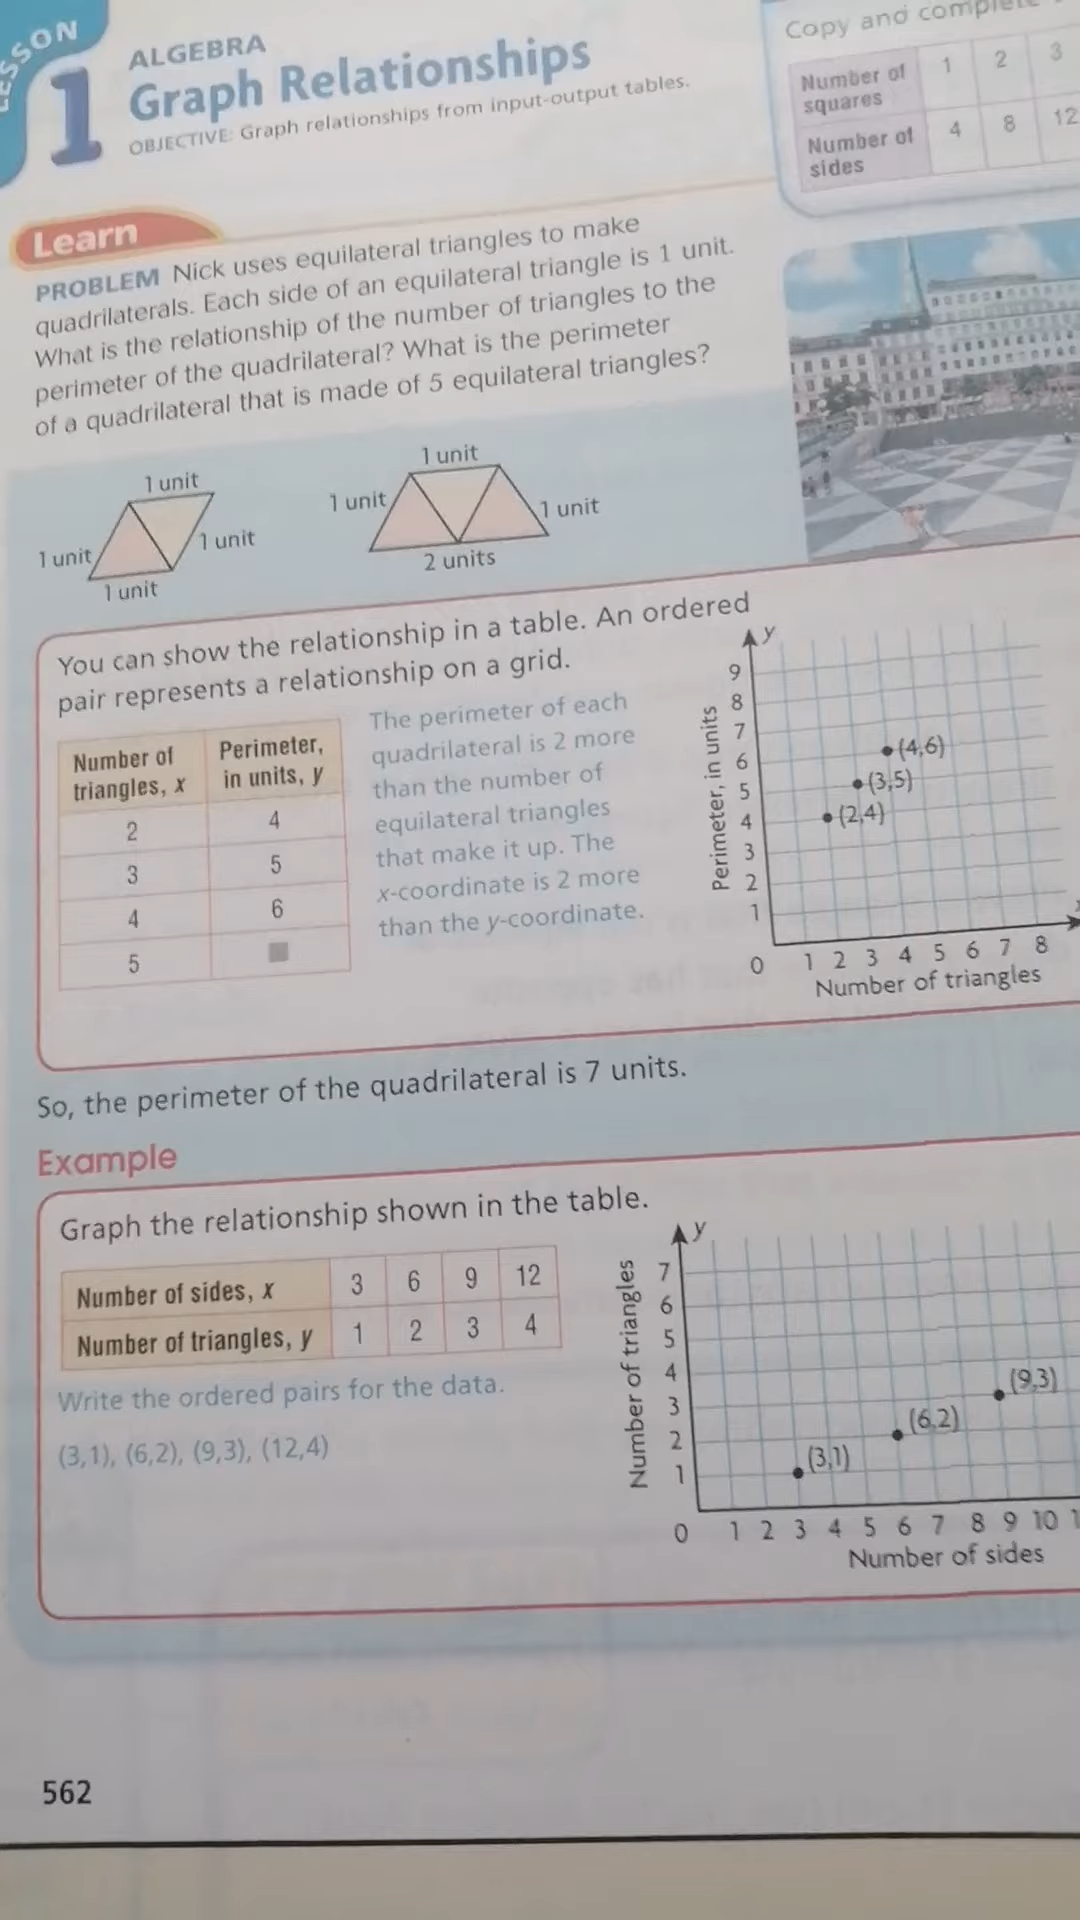 LESSON
1
ALGEBRA
Graph Relationships
OBJECTIVE: Graph relationships from input-output tables.
Copy and complete
Number of squares 1 2 3
Number of sides 4 8 12
Learn
PROBLEM Nick uses equilateral triangles to make
quadrilaterals. Each side of an equilateral triangle is 1 unit.
What is the relationship of the number of triangles to the
perimeter of the quadrilateral? What is the perimeter
of a quadrilateral that is made of 5 equilateral triangles?
1 unit
1 unit
1 unit
1 unit
1 unit
1 unit
1 unit
2 units
You can show the relationship in a table. An ordered
pair represents a relationship on a grid.
Number of triangles, x
Perimeter, in units, y
2 4
3 5
4 6
5
The perimeter of each
quadrilateral is 2 more
than the number of
equilateral triangles
that make it up. The
x-coordinate is 2 more
than the y-coordinate.
y
Perimeter, in units
9
8
7
6
5
4
3
2
1
(4,6)
(3,5)
(2,4)
0 1 2 3 4 5 6 7 8
Number of triangles
So, the perimeter of the quadrilateral is 7 units.
Example
Graph the relationship shown in the table.
Number of sides, x 3 6 9 12
Number of triangles, y 1 2 3 4
Write the ordered pairs for the data.
(3,1), (6,2), (9,3), (12,4)
y
Number of triangles
7
6
5
4
3
2
1
(9,3)
(6,2)
(3,1)
0 1 2 3 4 5 6 7 8 9 10
Number of sides
562